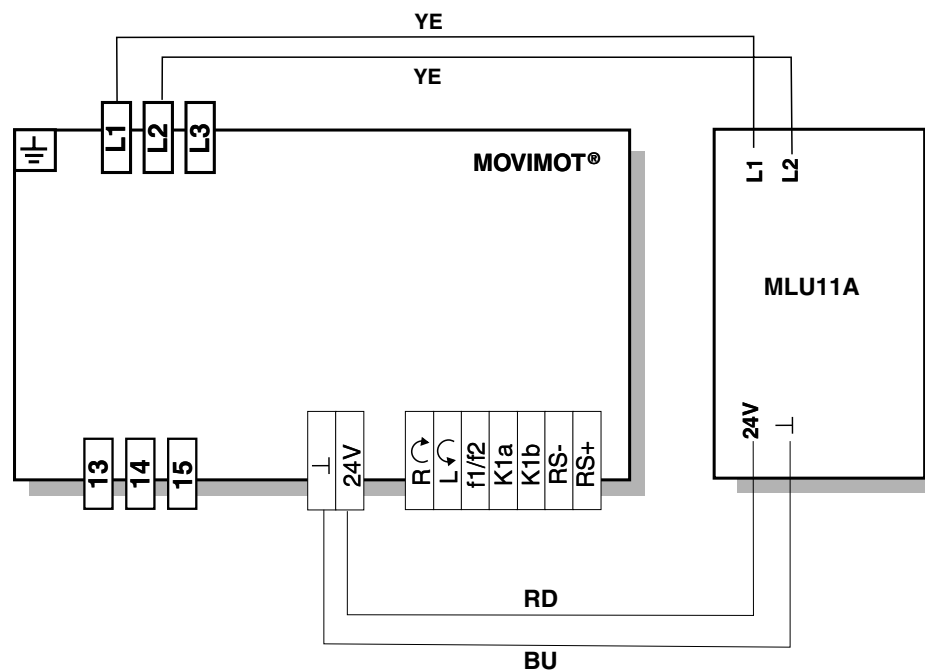 YE
YE
L1
L2
L3
MOVIMOT®
L1
L2
MLU11A
24V
⊥
13
14
15
⊥
24V
R
L
f1/f2
K1a
K1b
RS-
RS+
RD
BU